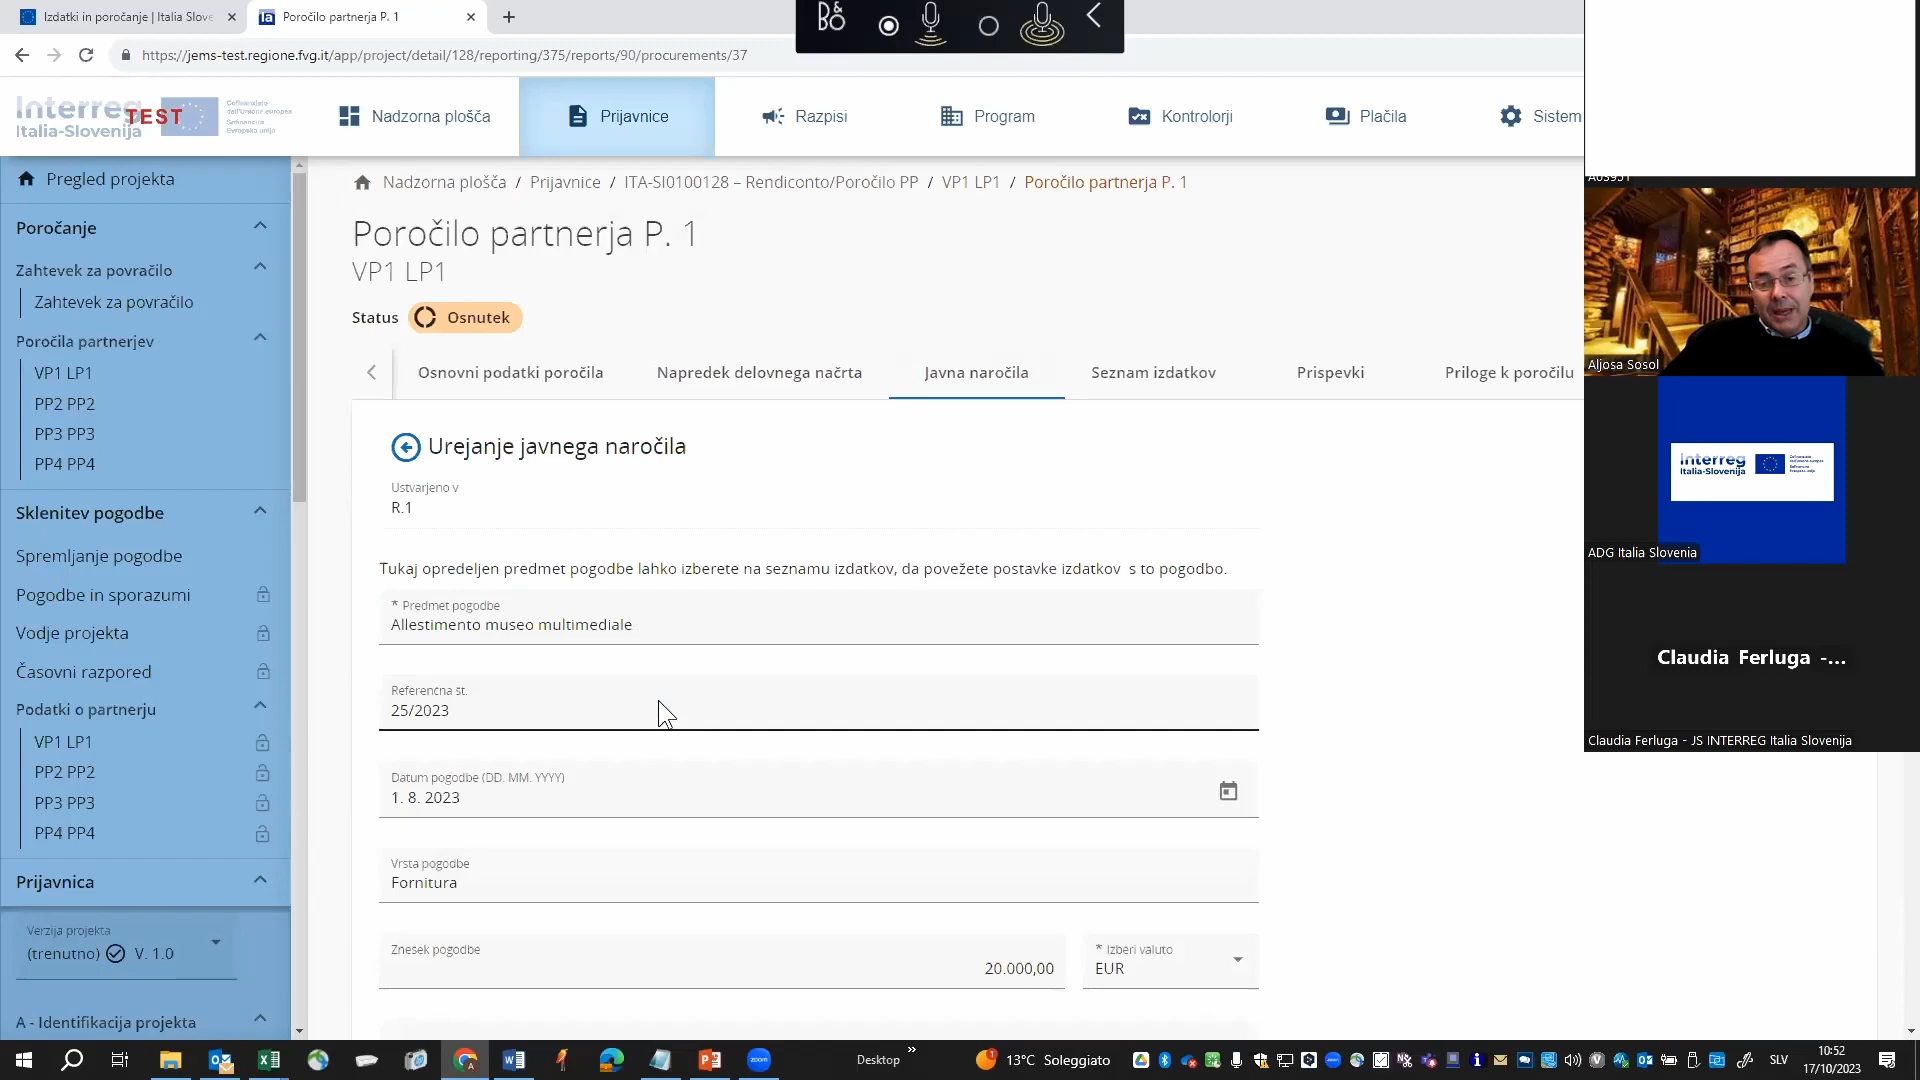 Izdatki in poročanje | Italia Slove
Poročilo partnerja P. 1
https://jems-test.regione.fvg.it/app/project/detail/128/reporting/375/reports/90/procurements/37
Interreg
TEST
Italia-Slovenija
Nadzorna plošča
Prijavnice
Razpisi
Program
Kontrolorji
Plačila
Sistem
Pregled projekta
Poročanje
Zahtevek za povračilo
Zahtevek za povračilo
Poročila partnerjev
VP1 LP1
PP2 PP2
PP3 PP3
PP4 PP4
Sklenitev pogodbe
Spremljanje pogodbe
Pogodbe in sporazumi
Vodje projekta
Časovni razpored
Podatki o partnerju
VP1 LP1
PP2 PP2
PP3 PP3
PP4 PP4
Prijavnica
Verzija projekta
(trenutno) V. 1.0
A - Identifikacija projekta
Nadzorna plošča / Prijavnice / ITA-SI0100128 – Rendiconto/Poročilo PP / VP1 LP1 / Poročilo partnerja P. 1
Poročilo partnerja P. 1
VP1 LP1
Status Osnutek
Osnovni podatki poročila
Napredek delovnega načrta
Javna naročila
Seznam izdatkov
Prispevki
Priloge k poročilu
Urejanje javnega naročila
Ustvarjeno v
R.1
Tukaj opredeljen predmet pogodbe lahko izberete na seznamu izdatkov, da povežete postavke izdatkov s to pogodbo.
* Predmet pogodbe
Allestimento museo multimediale
Referenčna št.
25/2023
Datum pogodbe (DD. MM. YYYY)
1. 8. 2023
Vrsta pogodbe
Fornitura
Znesek pogodbe
20.000,00
* Izberi valuto
EUR
Aljosa Sosol
Interreg
Italia-Slovenija
ADG Italia Slovenia
Claudia Ferluga -...
Claudia Ferluga - JS INTERREG Italia Slovenija
Desktop
13°C Soleggiato
SLV
10:52
17/10/2023